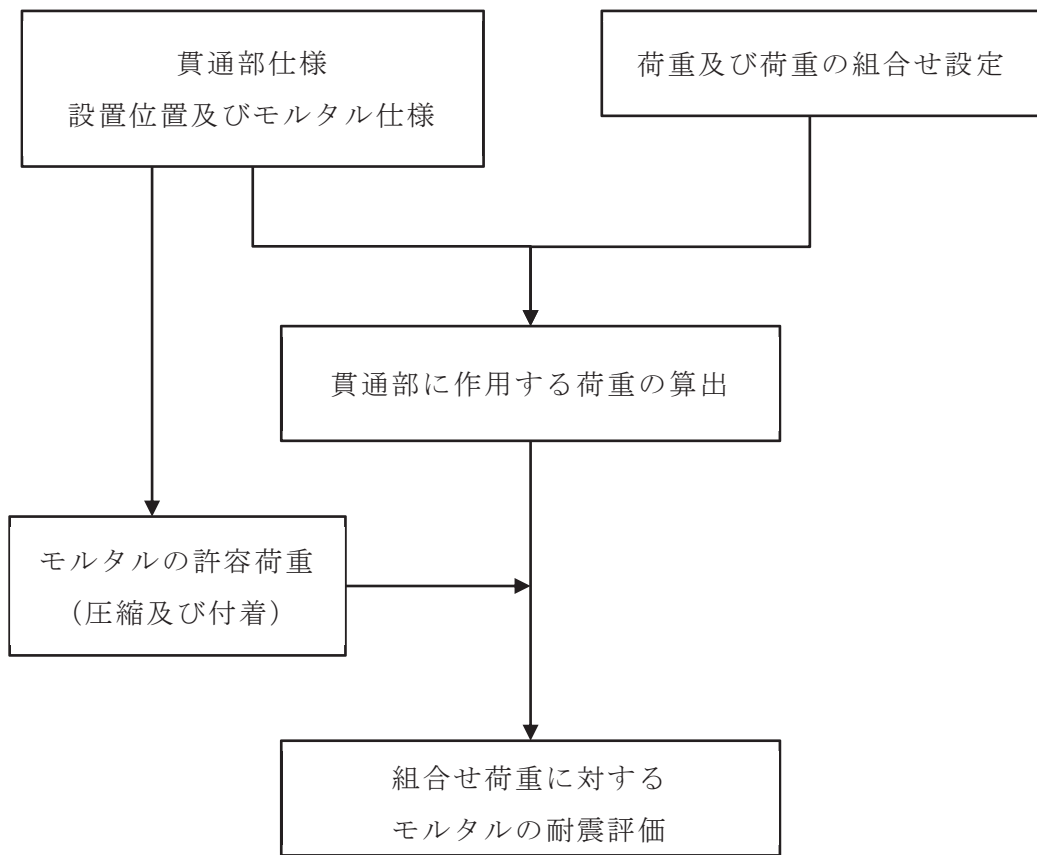 貫通部仕様
設置位置及びモルタル仕様
荷重及び荷重の組合せ設定
貫通部に作用する荷重の算出
モルタルの許容荷重
（圧縮及び付着）
組合せ荷重に対する
モルタルの耐震評価